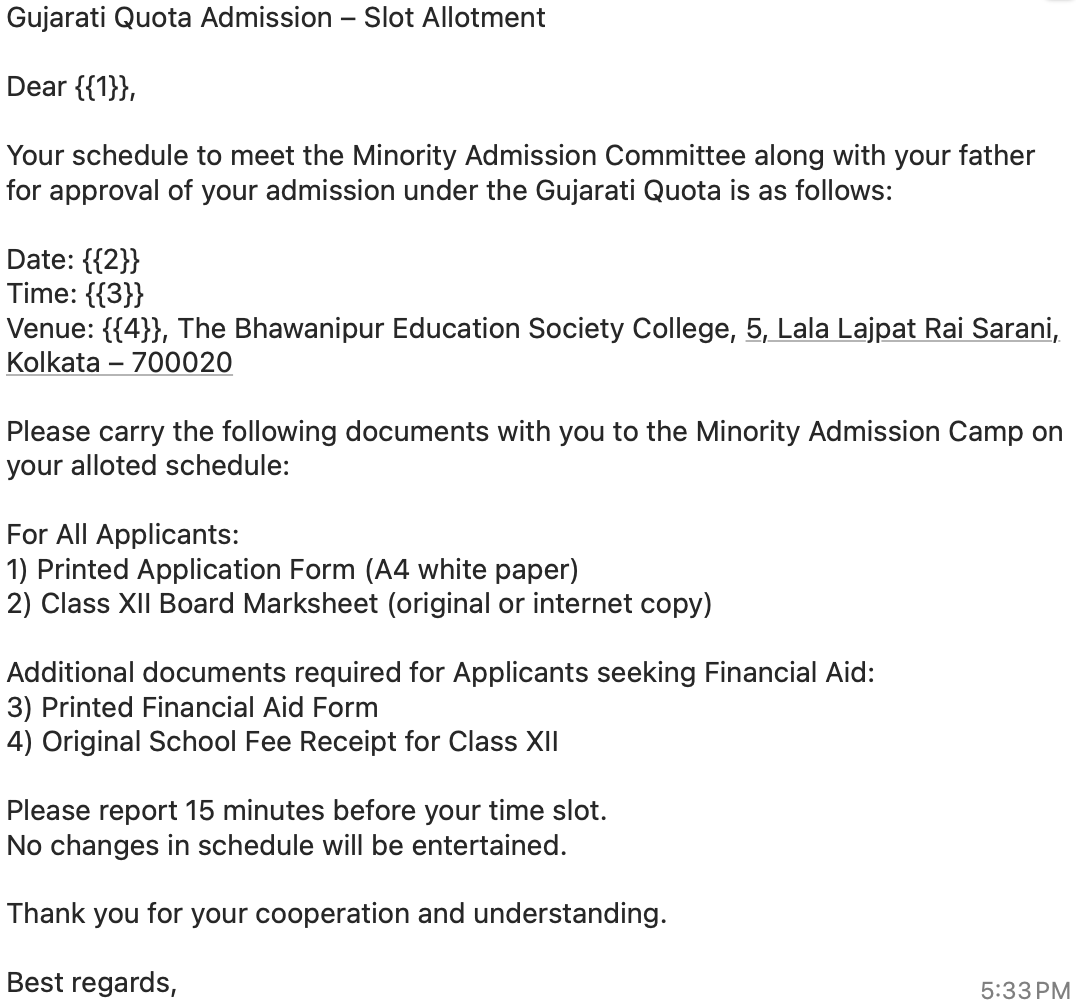 Gujarati Quota Admission – Slot Allotment
Dear {{1}},
Your schedule to meet the Minority Admission Committee along with your father
for approval of your admission under the Gujarati Quota is as follows:
Date: {{2}}
Time: {{3}}
Venue: {{4}}, The Bhawanipur Education Society College, 5, Lala Lajpat Rai Sarani,
Kolkata – 700020
Please carry the following documents with you to the Minority Admission Camp on
your alloted schedule:
For All Applicants:
1) Printed Application Form (A4 white paper)
2) Class XII Board Marksheet (original or internet copy)
Additional documents required for Applicants seeking Financial Aid:
3) Printed Financial Aid Form
4) Original School Fee Receipt for Class XII
Please report 15 minutes before your time slot.
No changes in schedule will be entertained.
Thank you for your cooperation and understanding.
Best regards,
5:33 PM